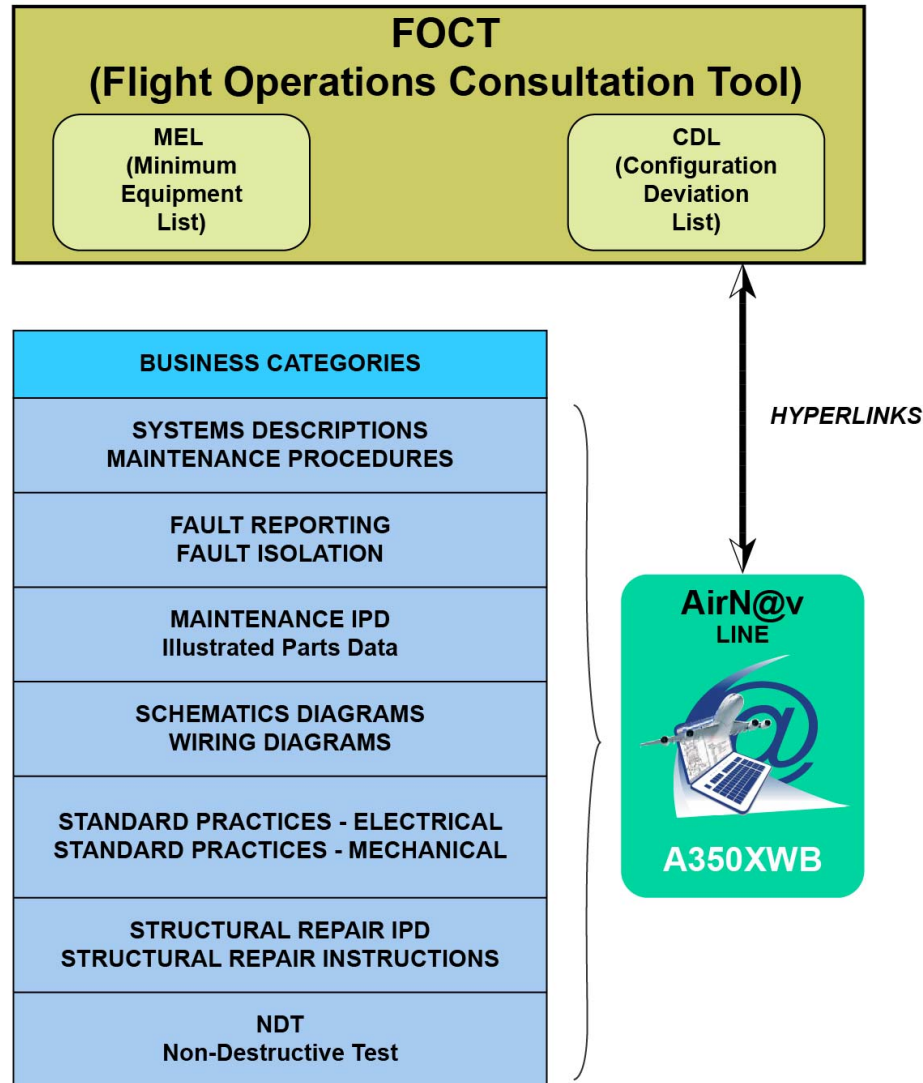 FOCT
(Flight Operations Consultation Tool)
MEL
(Minimum
Equipment
List)
CDL
(Configuration
Deviation
List)
HYPERLINKS
BUSINESS CATEGORIES
SYSTEMS DESCRIPTIONS
MAINTENANCE PROCEDURES
FAULT REPORTING
FAULT ISOLATION
MAINTENANCE IPD
Illustrated Parts Data
SCHEMATICS DIAGRAMS
WIRING DIAGRAMS
STANDARD PRACTICES - ELECTRICAL
STANDARD PRACTICES - MECHANICAL
STRUCTURAL REPAIR IPD
STRUCTURAL REPAIR INSTRUCTIONS
NDT
Non-Destructive Test
AirN@v
LINE
@
A350XWB